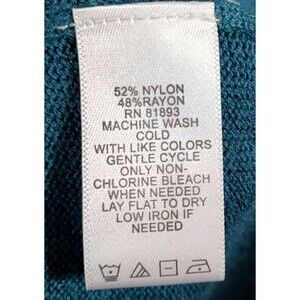 52% NYLON
48%RAYON
RN 81893
MACHINE WASH
COLD
WITH LIKE COLORS
GENTLE CYCLE
ONLY NON-
CHLORINE BLEACH
WHEN NEEDED
LAY FLAT TO DRY
LOW IRON IF
NEEDED